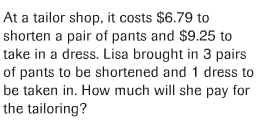 At a tailor shop, it costs $6.79 to
shorten a pair of pants and $9.25 to
take in a dress. Lisa brought in 3 pairs
of pants to be shortened and 1 dress to
be taken in. How much will she pay for
the tailoring?